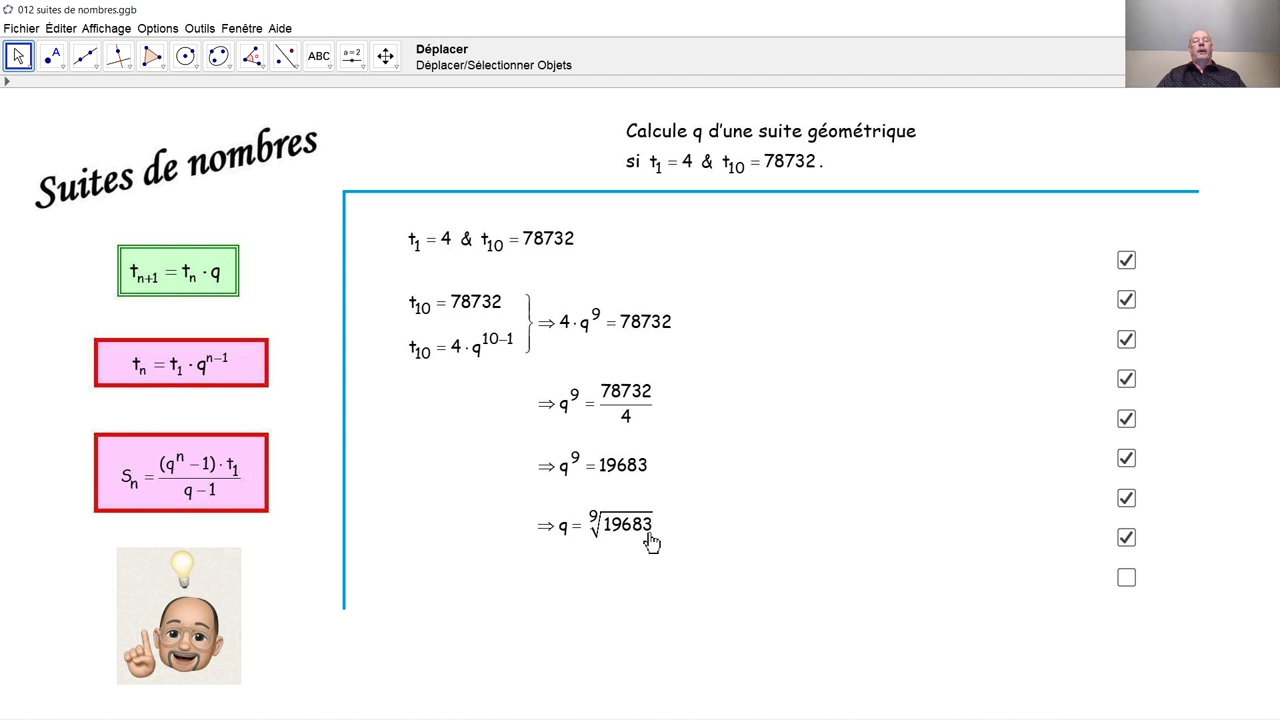 012 suites de nombres.ggb
Fichier Éditer Affichage Options Outils Fenêtre Aide
A
ABC
a=2
Déplacer
Déplacer/Sélectionner Objets
Suites de nombres
Calcule q d'une suite géométrique
si t₁ = 4 & t₁₀ = 78732.
tₙ₊₁ = tₙ · q
tₙ = t₁ · qⁿ⁻¹
Sₙ = (qⁿ – 1) · t₁ / q – 1
t₁ = 4 & t₁₀ = 78732
t₁₀ = 78732
t₁₀ = 4 · q¹⁰⁻¹
⇒ 4 · q⁹ = 78732
⇒ q⁹ = 78732 / 4
⇒ q⁹ = 19683
⇒ q = ⁹√19683